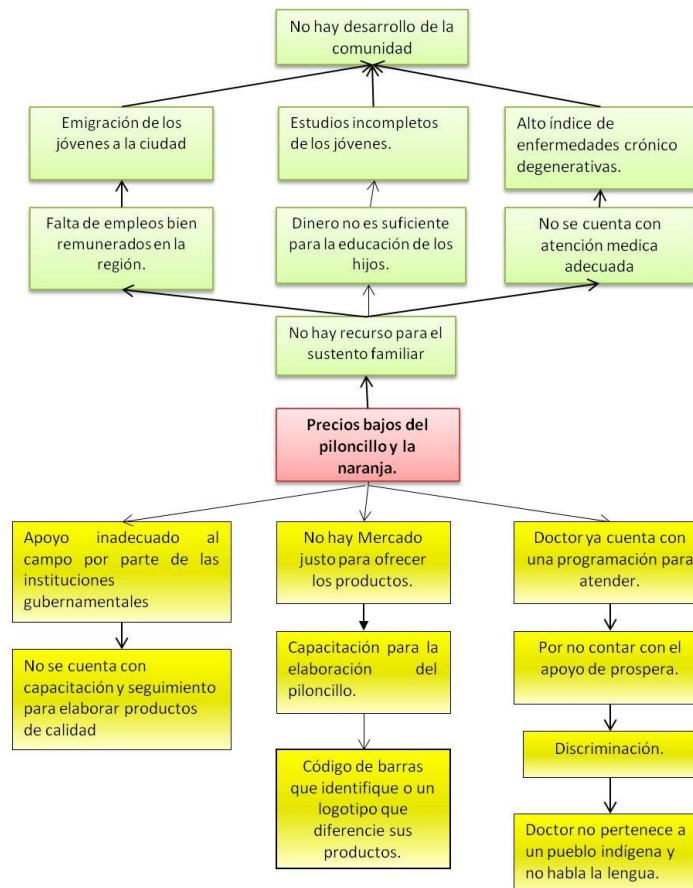 No hay desarrollo de la
comunidad
Emigración de los
jóvenes a la ciudad
Estudios incompletos
de los jóvenes.
Alto índice de
enfermedades crónico
degenerativas.
Falta de empleos bien
remunerados en la
región.
Dinero no es suficiente
para la educación de los
hijos.
No se cuenta con
atención medica
adecuada
No hay recurso para el
sustento familiar
Precios bajos del
piloncillo y la
naranja.
Apoyo inadecuado al
campo por parte de las
instituciones
gubernamentales
No hay Mercado
justo para ofrecer
los productos.
Doctor ya cuenta con
una programación para
atender.
No se cuenta con
capacitación y seguimiento
para elaborar productos
de calidad
Capacitación para la
elaboración del
piloncillo.
Por no contar con el
apoyo de prospera.
Discriminación.
Código de barras
que identifique o un
logotipo que
diferencie sus
productos.
Doctor no pertenece a
un pueblo indígena y
no habla la lengua.